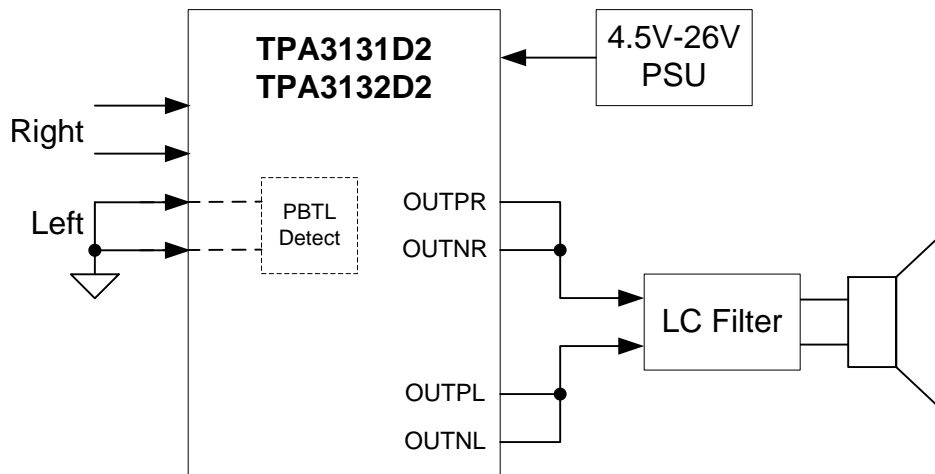 TPA3131D2
TPA3132D2
4.5V-26V
PSU
Right
Left
PBTL
Detect
OUTPR
OUTNR
LC Filter
OUTPL
OUTNL